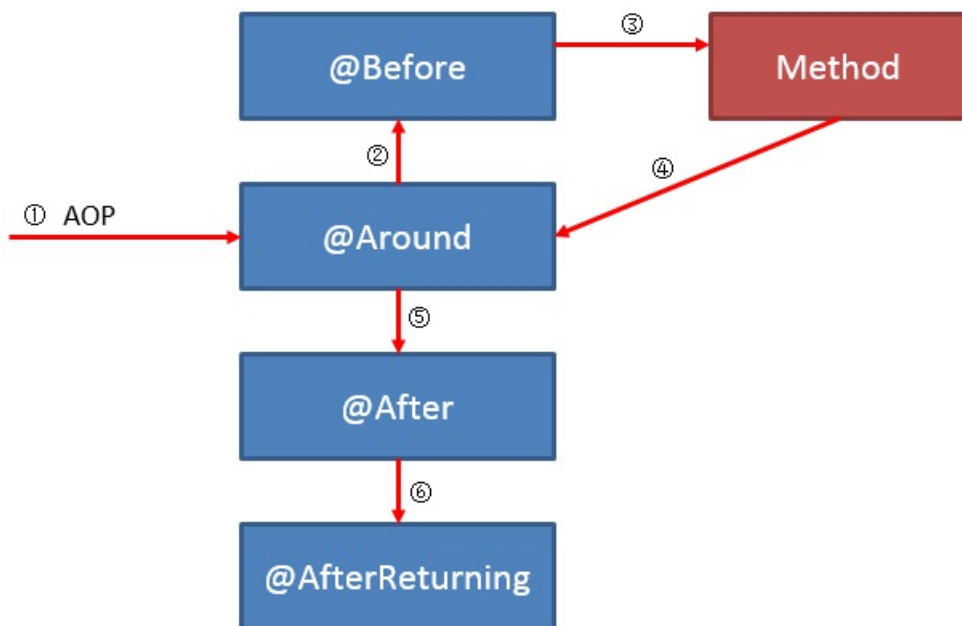 @Before
③
Method
②
④
① AOP
@Around
⑤
@After
⑥
@AfterReturning